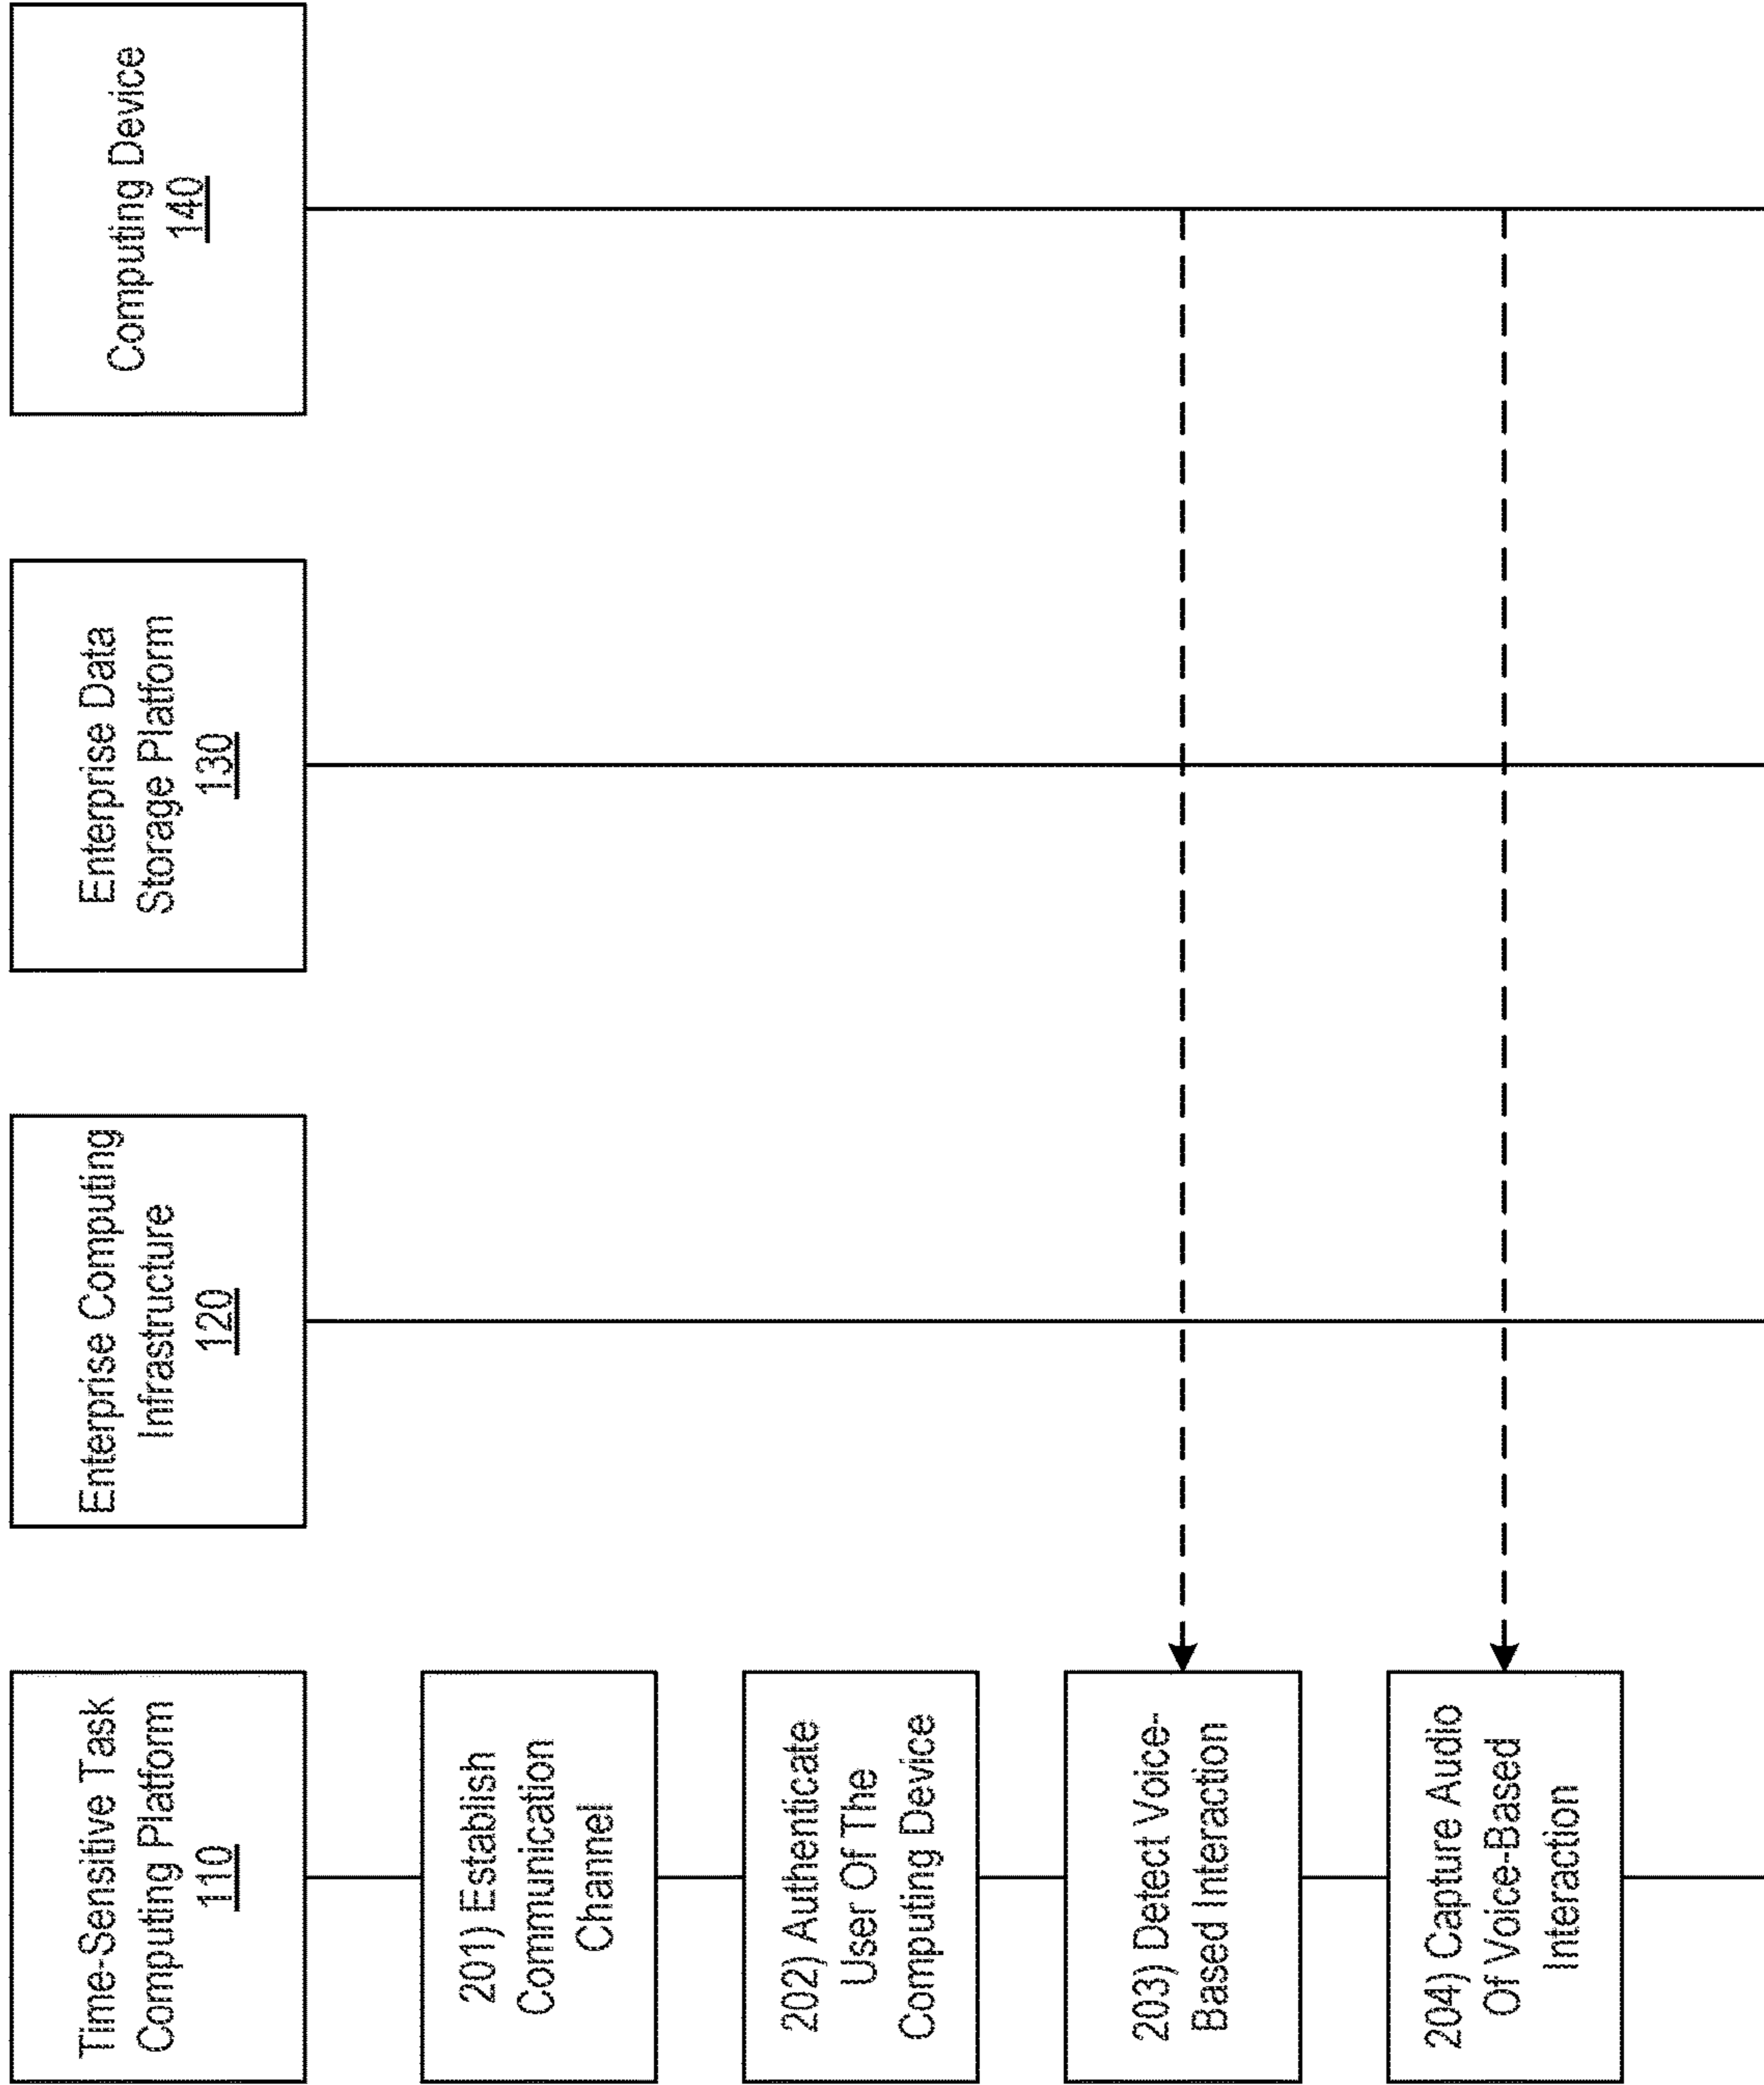 Time-Sensitive Task
Computing Platform
110
Enterprise Computing
Infrastructure
120
Enterprise Data
Storage Platform
130
Computing Device
140
201) Establish
Communication
Channel
202) Authenticate
User Of The
Computing Device
203) Detect Voice-
Based Interaction
204) Capture Audio
Of Voice-Based
Interaction